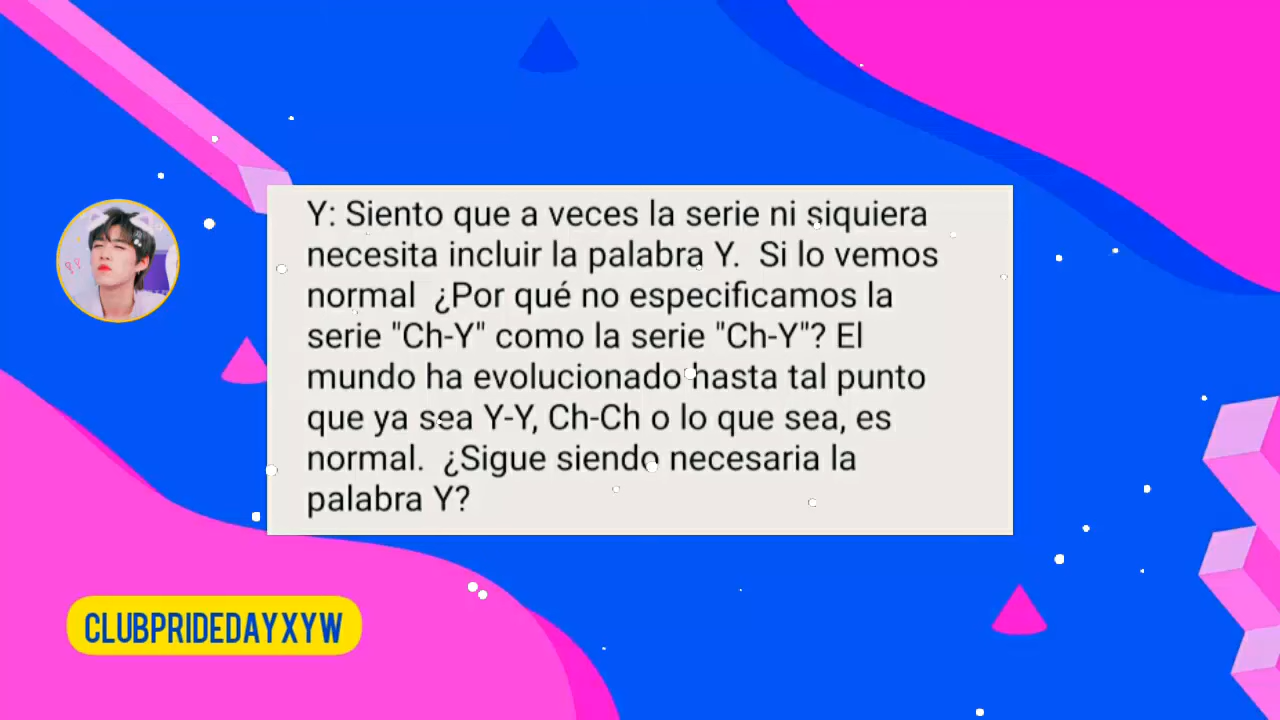 Y: Siento que a veces la serie ni siquiera
necesita incluir la palabra Y.  Si lo vemos
normal  ¿Por qué no especificamos la
serie "Ch-Y" como la serie "Ch-Y"? El
mundo ha evolucionado hasta tal punto
que ya sea Y-Y, Ch-Ch o lo que sea, es
normal.  ¿Sigue siendo necesaria la
palabra Y?
CLUBPRIDEDAYXYW